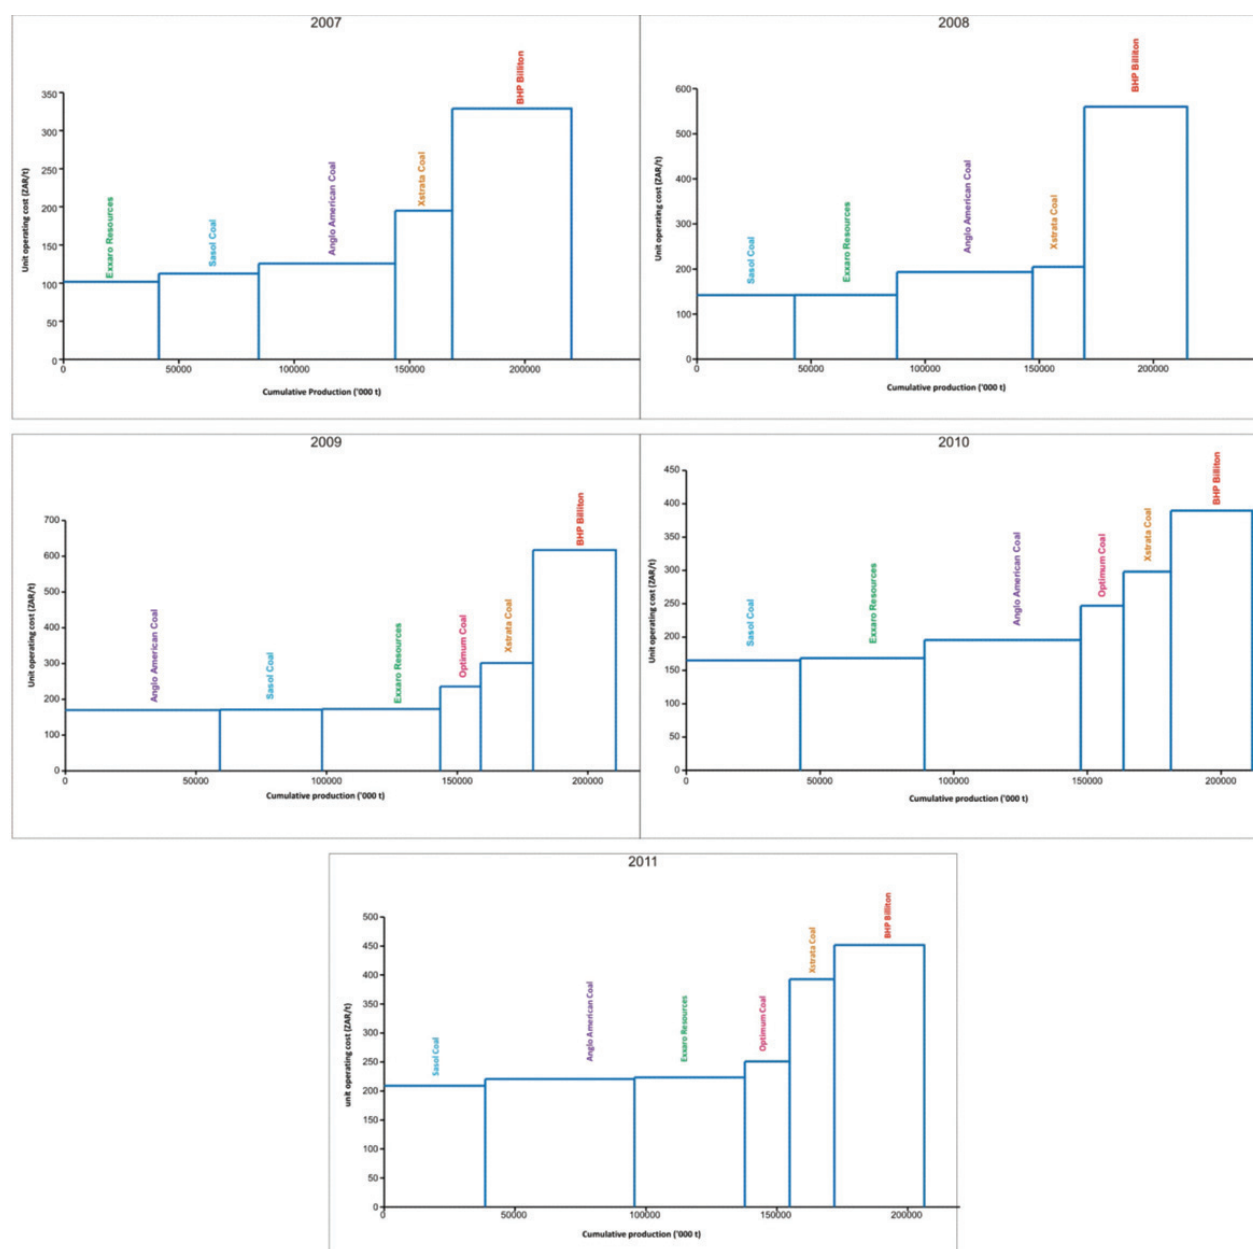 2007
BHP Billiton
Xstrata Coal
Anglo American Coal
Sasol Coal
Exxaro Resources
Unit operating cost (ZAR/t)
350
300
250
200
150
100
50
0
0 50000 100000 150000 200000
Cumulative Production ('000 t)
2008
BHP Billiton
Anglo American Coal
Xstrata Coal
Exxaro Resources
Sasol Coal
Unit operating cost (ZAR/t)
600
500
400
300
200
100
0
0 50000 100000 150000 200000
Cumulative production ('000 t)
2009
BHP Billiton
Xstrata Coal
Optimum Coal
Exxaro Resources
Sasol Coal
Anglo American Coal
Unit operating cost (ZAR/t)
700
600
500
400
300
200
100
0
0 50000 100000 150000 200000
Cumulative production ('000 t)
2010
BHP Billiton
Xstrata Coal
Optimum Coal
Anglo American Coal
Exxaro Resources
Sasol Coal
Unit operating cost (ZAR/t)
450
400
350
300
250
200
150
100
50
0
0 50000 100000 150000 200000
Cumulative production ('000 t)
2011
BHP Billiton
Xstrata Coal
Optimum Coal
Exxaro Resources
Anglo American Coal
Sasol Coal
unit operating cost (ZAR/t)
500
450
400
350
300
250
200
150
100
50
0
0 50000 100000 150000 200000
Cumulative production ('000 t)